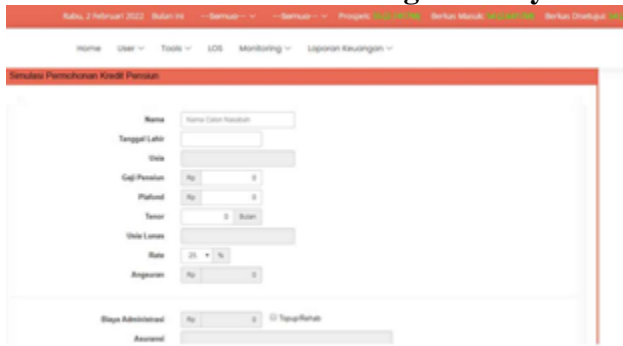 Rabu, 2 Februari 2022 Bulan Ini --Semua-- --Semua-- Prospek Berkas Masuk Berkas Disetujui
Home User Tools LOS Monitoring Laporan Keuangan
Simulasi Permohonan Kredit Pensiun
Nama Nama Calon Nasabah
Tanggal Lahir
Usia
Gaji Pensiun Rp 0
Plafond Rp 0
Tenor 0 Bulan
Usia Lunas
Rate 25 %
Angsuran Rp 0
Biaya Administrasi Rp 0 Topup/Rehab
Asuransi